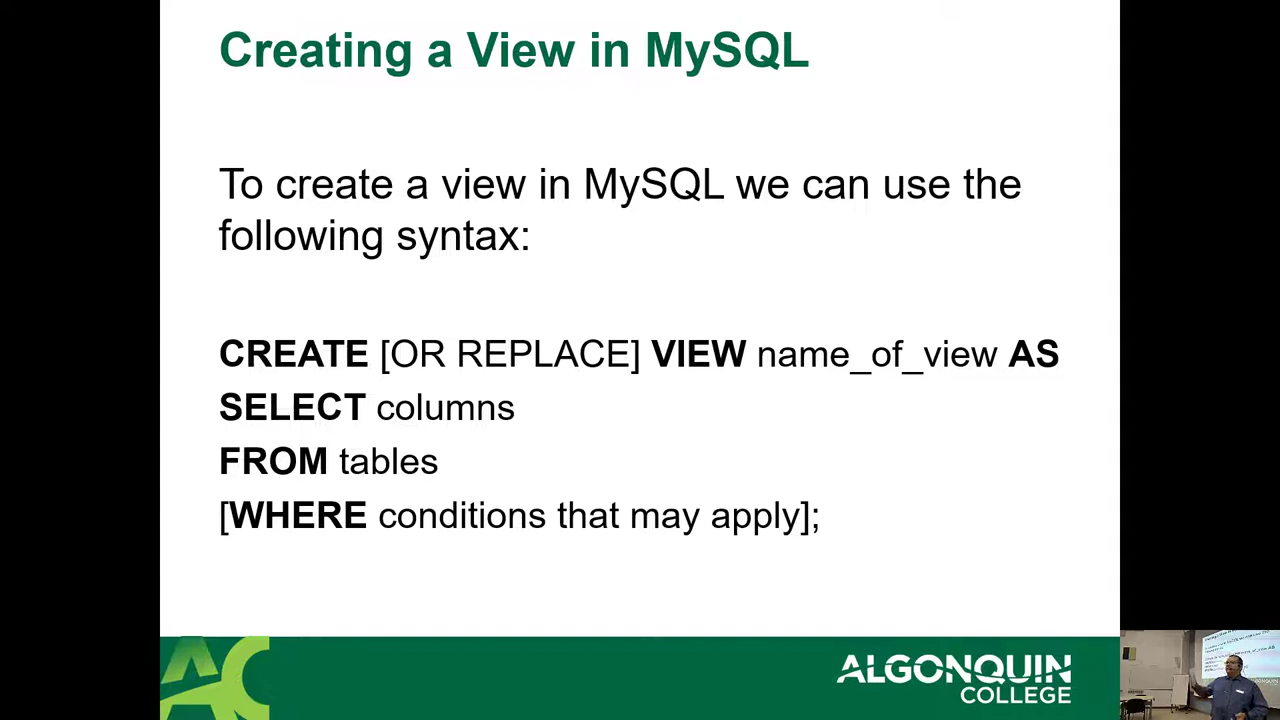 Creating a View in MySQL
To create a view in MySQL we can use the
following syntax:
CREATE [OR REPLACE] VIEW name_of_view AS
SELECT columns
FROM tables
[WHERE conditions that may apply];
AC
ALGONQUIN
COLLEGE